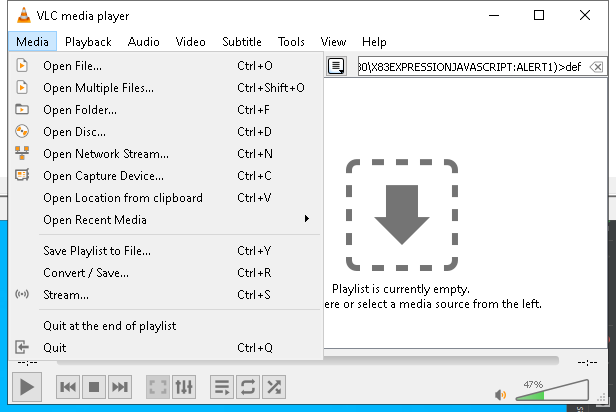 VLC media player
Media Playback Audio Video Subtitle Tools View Help
Open File... Ctrl+O
Open Multiple Files... Ctrl+Shift+O
Open Folder... Ctrl+F
Open Disc... Ctrl+D
Open Network Stream... Ctrl+N
Open Capture Device... Ctrl+C
Open Location from clipboard Ctrl+V
Open Recent Media
Save Playlist to File... Ctrl+Y
Convert / Save... Ctrl+R
Stream... Ctrl+S
Quit at the end of playlist
Quit Ctrl+Q
\X83EXPRESSIONJAVASCRIPT:ALERT1)>def
Playlist is currently empty.
ere or select a media source from the left.
--:-- --:--
47%